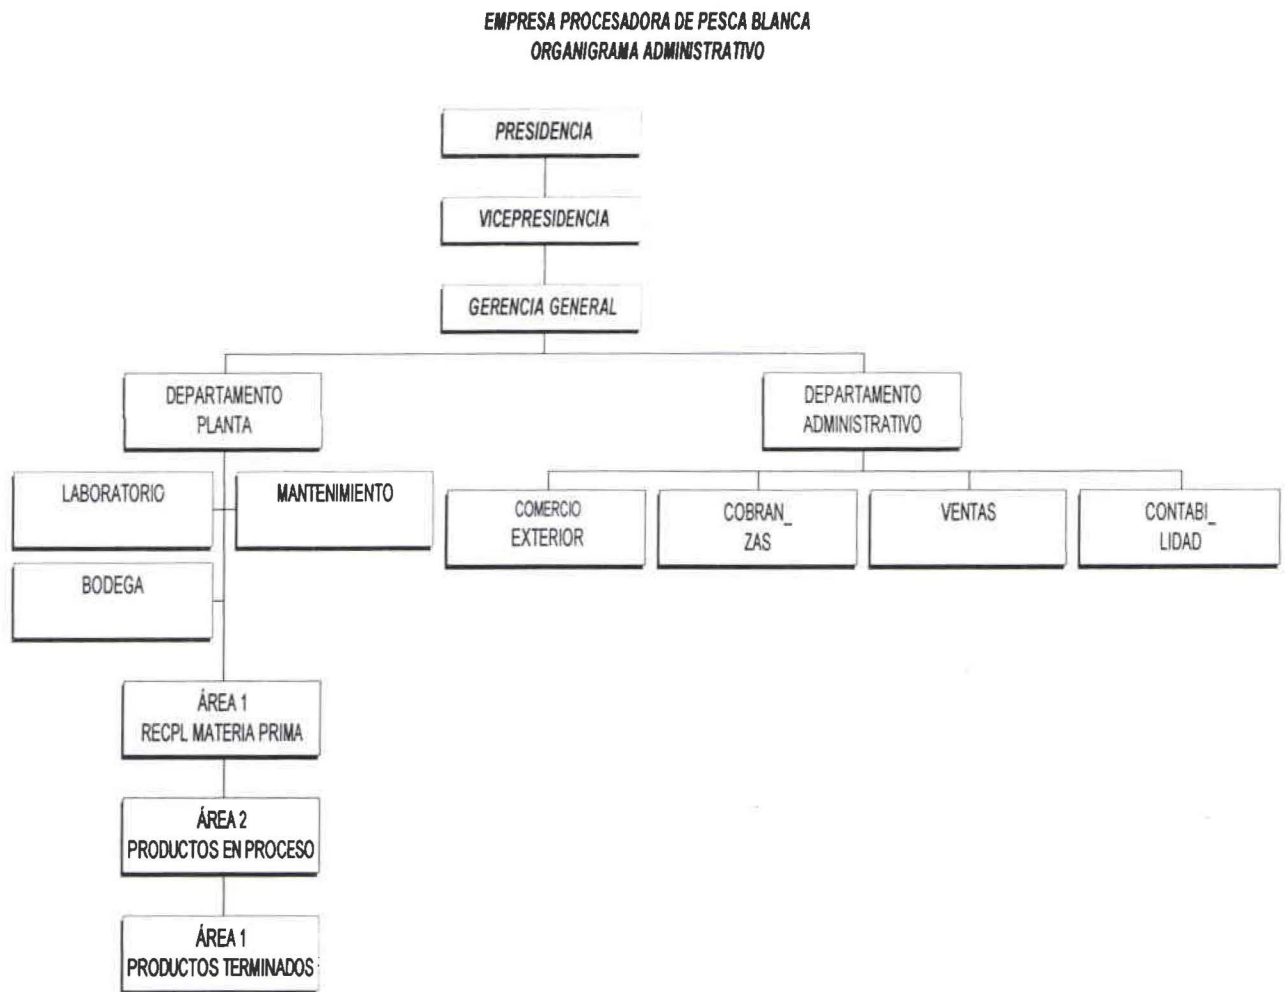 EMPRESA PROCESADORA DE PESCA BLANCA
ORGANIGRAMA ADMINISTRATIVO
PRESIDENCIA
VICEPRESIDENCIA
GERENCIA GENERAL
DEPARTAMENTO
PLANTA
DEPARTAMENTO
ADMINISTRATIVO
LABORATORIO
MANTENIMIENTO
COMERCIO
EXTERIOR
COBRAN_
ZAS
VENTAS
CONTABI_
LIDAD
BODEGA
ÁREA 1
RECPL MATERIA PRIMA
ÁREA 2
PRODUCTOS EN PROCESO
ÁREA 1
PRODUCTOS TERMINADOS